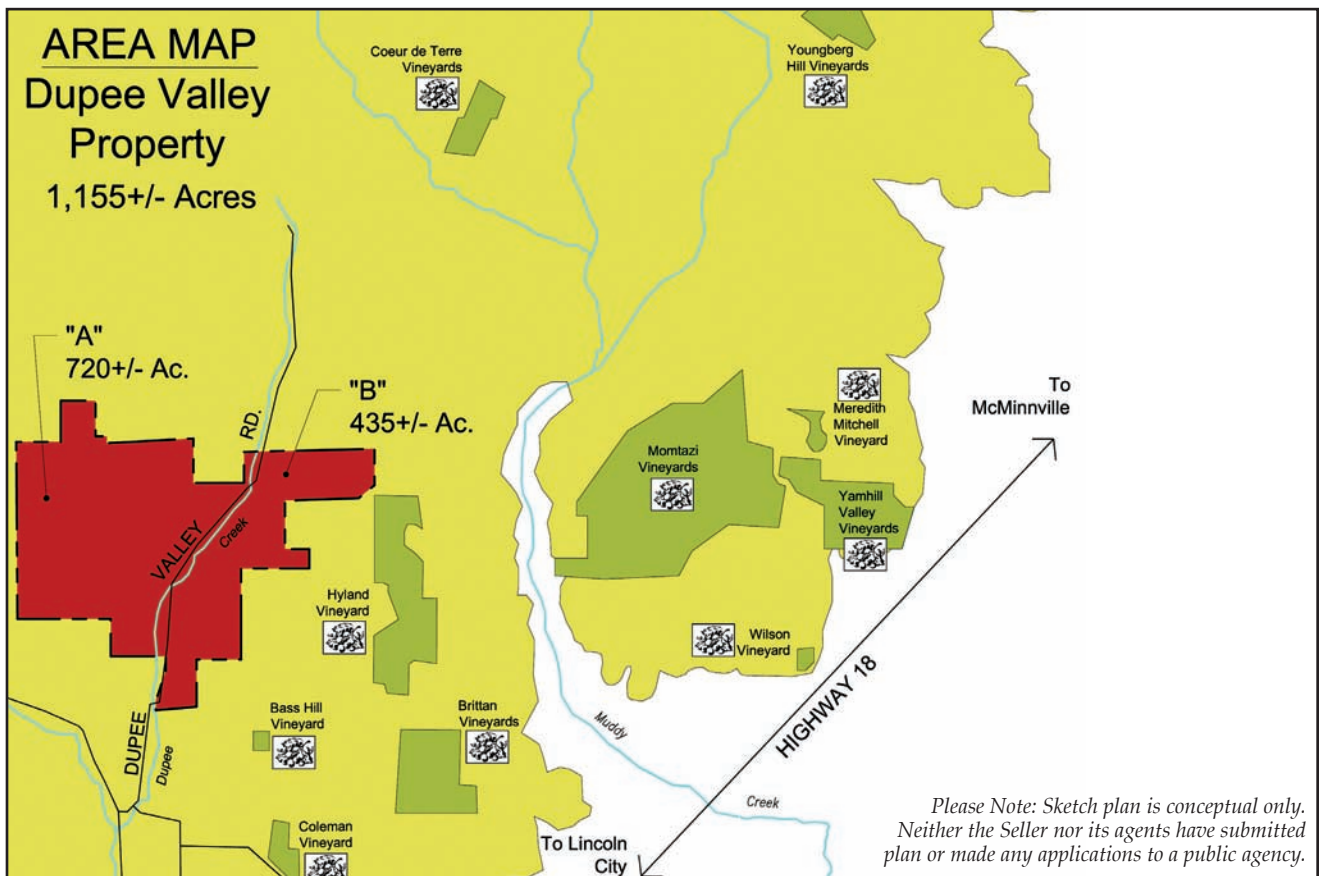 AREA MAP
Dupee Valley
Property
1,155+/- Acres
Coeur de Terre
Vineyards
Youngberg
Hill Vineyards
"A"
720+/- Ac.
"B"
435+/- Ac.
RD.
VALLEY
Creek
DUPEE
Dupee
Hyland
Vineyard
Bass Hill
Vineyard
Brittan
Vineyards
Coleman
Vineyard
Momtazi
Vineyards
Meredith
Mitchell
Vineyard
Yamhill
Valley
Vineyards
Wilson
Vineyard
To
McMinnville
HIGHWAY 18
Muddy
Creek
To Lincoln
City
Please Note: Sketch plan is conceptual only.
Neither the Seller nor its agents have submitted
plan or made any applications to a public agency.